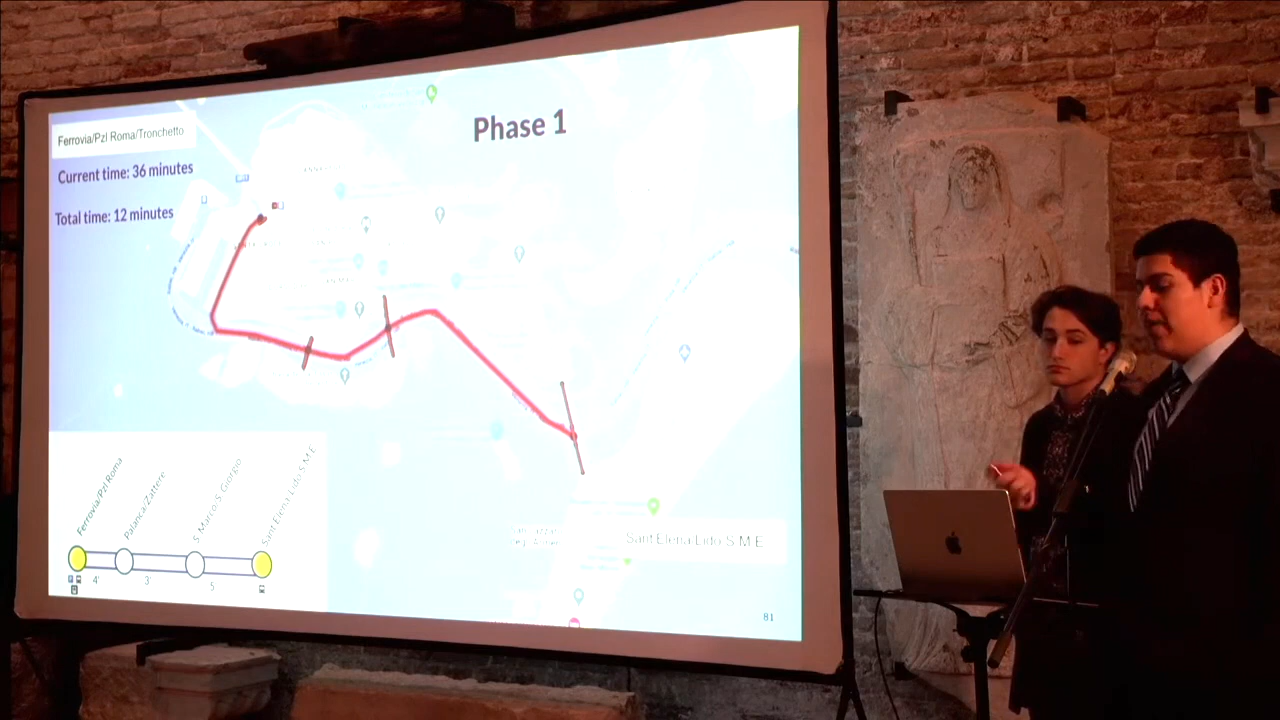 Phase 1
Ferrovia/Pzl Roma/Tronchetto
Current time: 36 minutes
Total time: 12 minutes
Ferrovia/Pzl Roma
Palanca/Zattere
S Marco-S. Giorgio
Sant'Elena-Lido S M E
4'
3'
5
Sant'Elena-Lido S M E
81